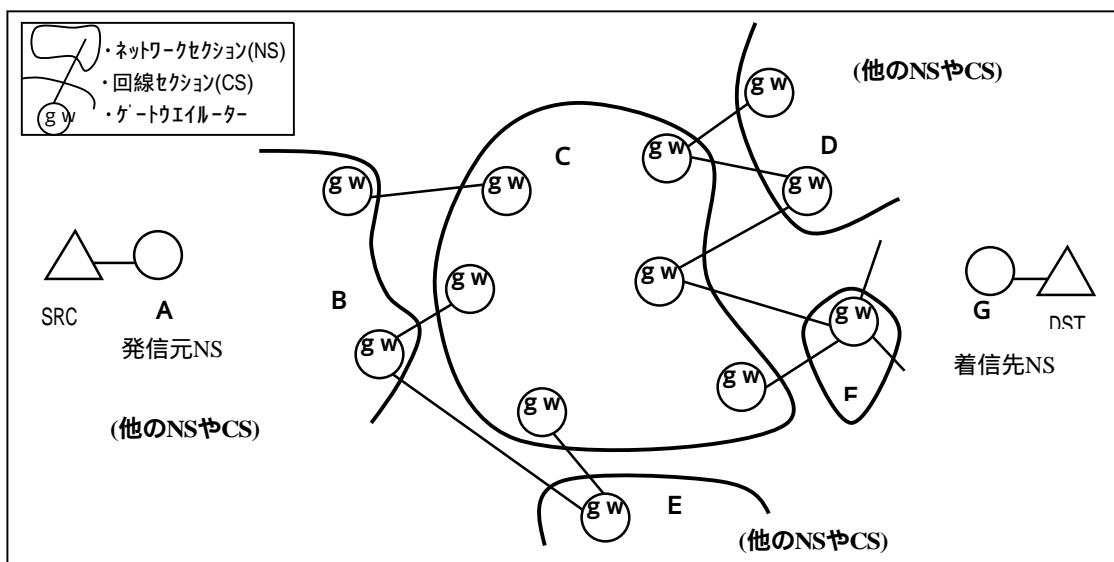 ・ネットワークセクション(NS)
・回線セクション(CS)
g w ・ゲートウエイルーター
(他のNSやCS)
g w
g w
C
D
g w
g w
g w
SRC
A
発信元NS
B
g w
g w
g w
g w
G
着信先NS
g w
g w
(他のNSやCS)
g w
E
g w
(他のNSやCS)